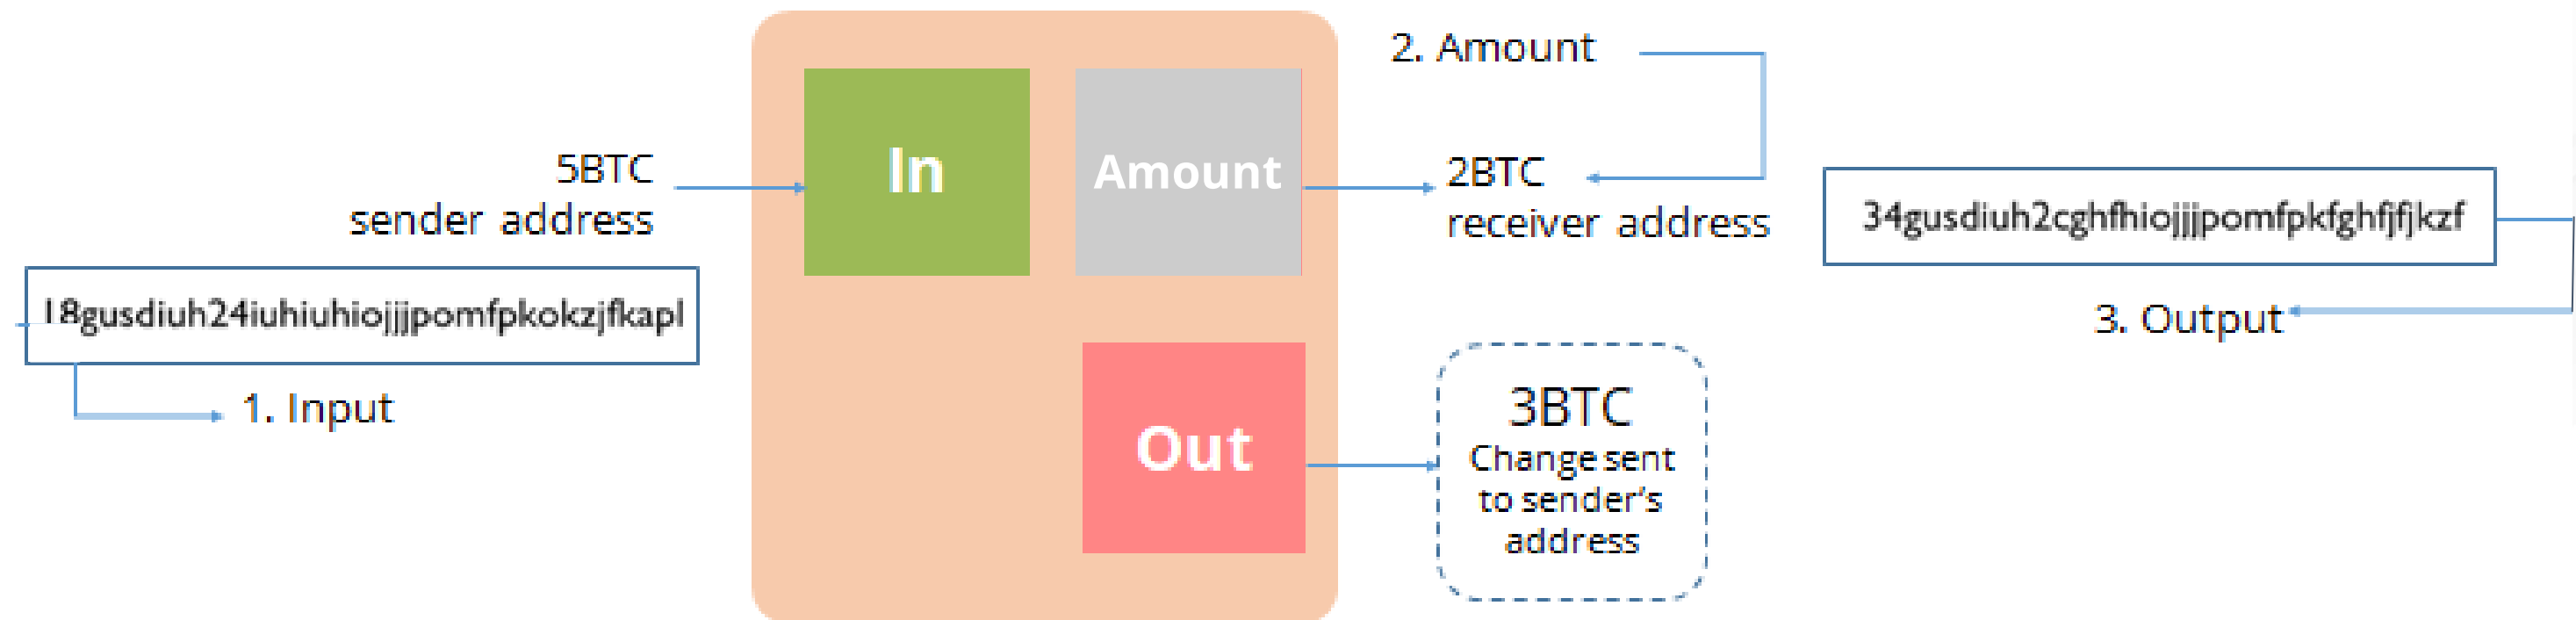 5BTC
sender address
18gusdiuh24iuhiuhiojjjpomfpkokzjfkapl
1. Input
In
Amount
Out
2. Amount
2BTC
receiver address
3BTC
Change sent
to sender's
address
34gusdiuh2cghfhiojjjpomfpkfghfjfjkzf
3. Output